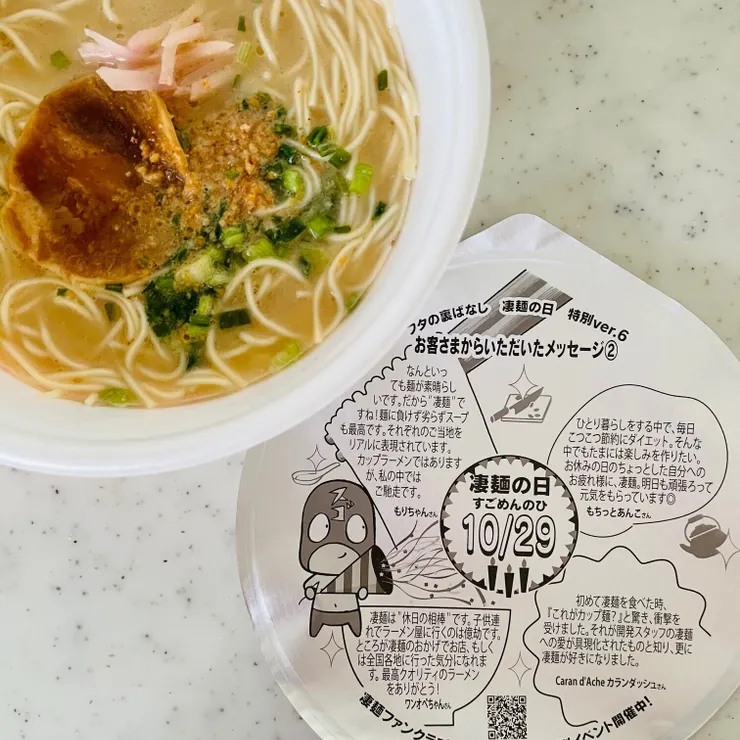 フタの裏ばなし 凄麺の日 特別ver.6
お客さまからいただいたメッセージ②
なんといっ
ても麺が素晴らし
いです。だから"凄麺"で
すね！麺に負けず劣らずスープ
も最高です。それぞれのご当地を
リアルに表現されています。
カップラーメンではあります
が、私の中では
ご馳走です。
もりちゃんさん
ひとり暮らしをする中で、毎日
こつこつ節約にダイエット。そんな
中でもたまには楽しみを作りたい。
お休みの日のちょっとした自分への
お疲れ様に、凄麺。明日も頑張ろって
元気をもらっています◎
もちっとあんこさん
凄麺の日
すごめんのひ
10/29
スゴ
凄麺は"休日の相棒"です。子供連
れでラーメン屋に行くのは億劫です。
ところが凄麺のおかげでお店、もしく
は全国各地に行った気分になれま
す。最高クオリティのラーメン
をありがとう！
ワンオペちゃんさん
初めて凄麺を食べた時、
『これがカップ麺？』と驚き、衝撃を
受けました。それが開発スタッフの凄麺
への愛が具現化されたものと知り、更に
凄麺が好きになりました。
Caran d'Ache カランダッシュさん
凄麺ファンクラ
イベント開催中！